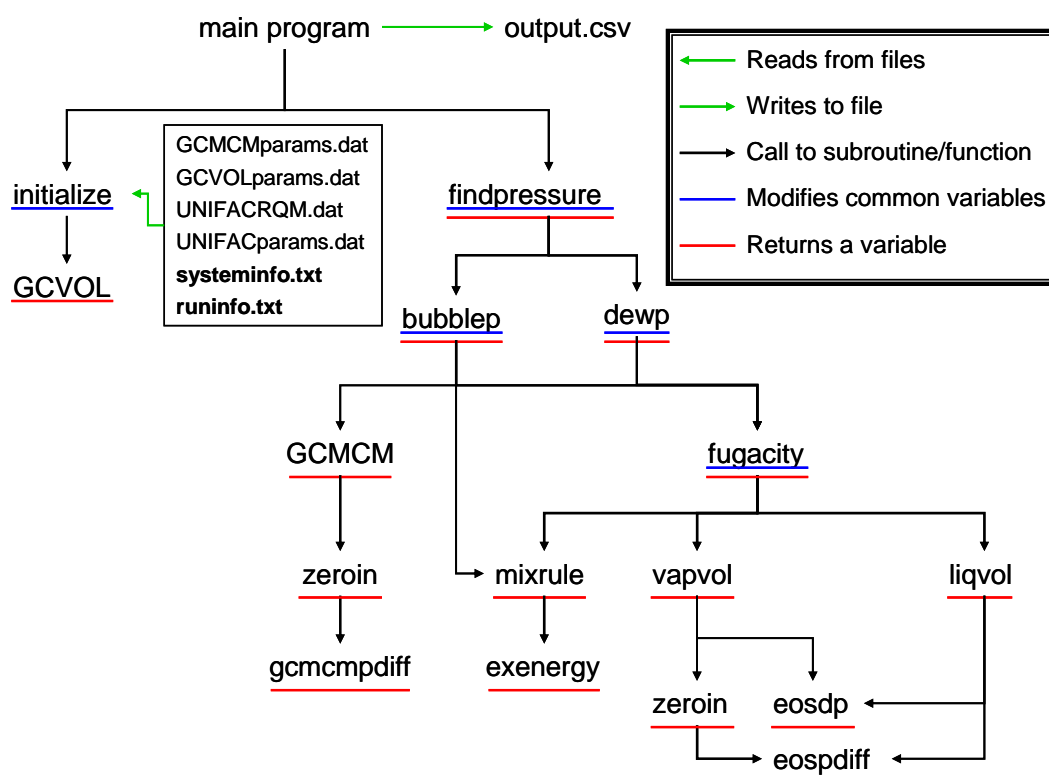 main program
output.csv
Reads from files
Writes to file
Call to subroutine/function
Modifies common variables
Returns a variable
initialize
GCMCMparams.dat
GCVOLparams.dat
UNIFACRQM.dat
UNIFACparams.dat
systeminfo.txt
runinfo.txt
findpressure
GCVOL
bubblep
dewp
GCMCM
fugacity
zeroin
mixrule
vapvol
liqvol
gcmcmpdiff
exenergy
zeroin
eosdp
eospdiff